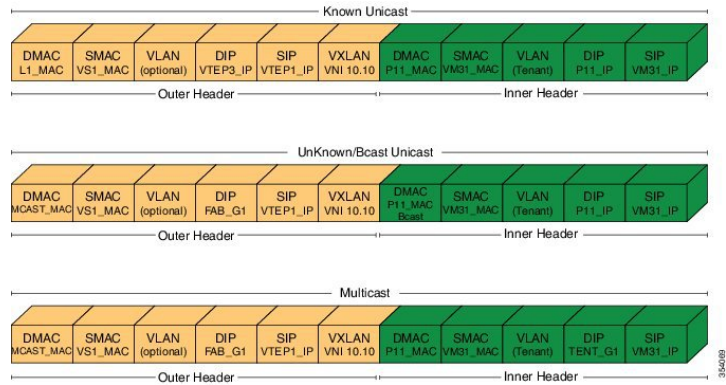 Known Unicast
DMAC SMAC VLAN DIP SIP VXLAN DMAC SMAC VLAN DIP SIP
L1_MAC VS1_MAC (optional) VTEP3_IP VTEP1_IP VNI 10.10 P11_MAC VM31_MAC (Tenant) P11_IP VM31_IP
Outer Header Inner Header
UnKnown/Bcast Unicast
DMAC SMAC VLAN DIP SIP VXLAN DMAC SMAC VLAN DIP SIP
MCAST_MAC VS1_MAC (optional) FAB_G1 VTEP1_IP VNI 10.10 P11_MAC VM31_MAC (Tenant) P11_IP VM31_IP
Bcast
Outer Header Inner Header
Multicast
DMAC SMAC VLAN DIP SIP VXLAN DMAC SMAC VLAN DIP SIP
MCAST_MAC VS1_MAC (optional) FAB_G1 VTEP1_IP VNI 10.10 P11_MAC VM31_MAC (Tenant) TENT_G1 VM31_IP
Outer Header Inner Header
354069